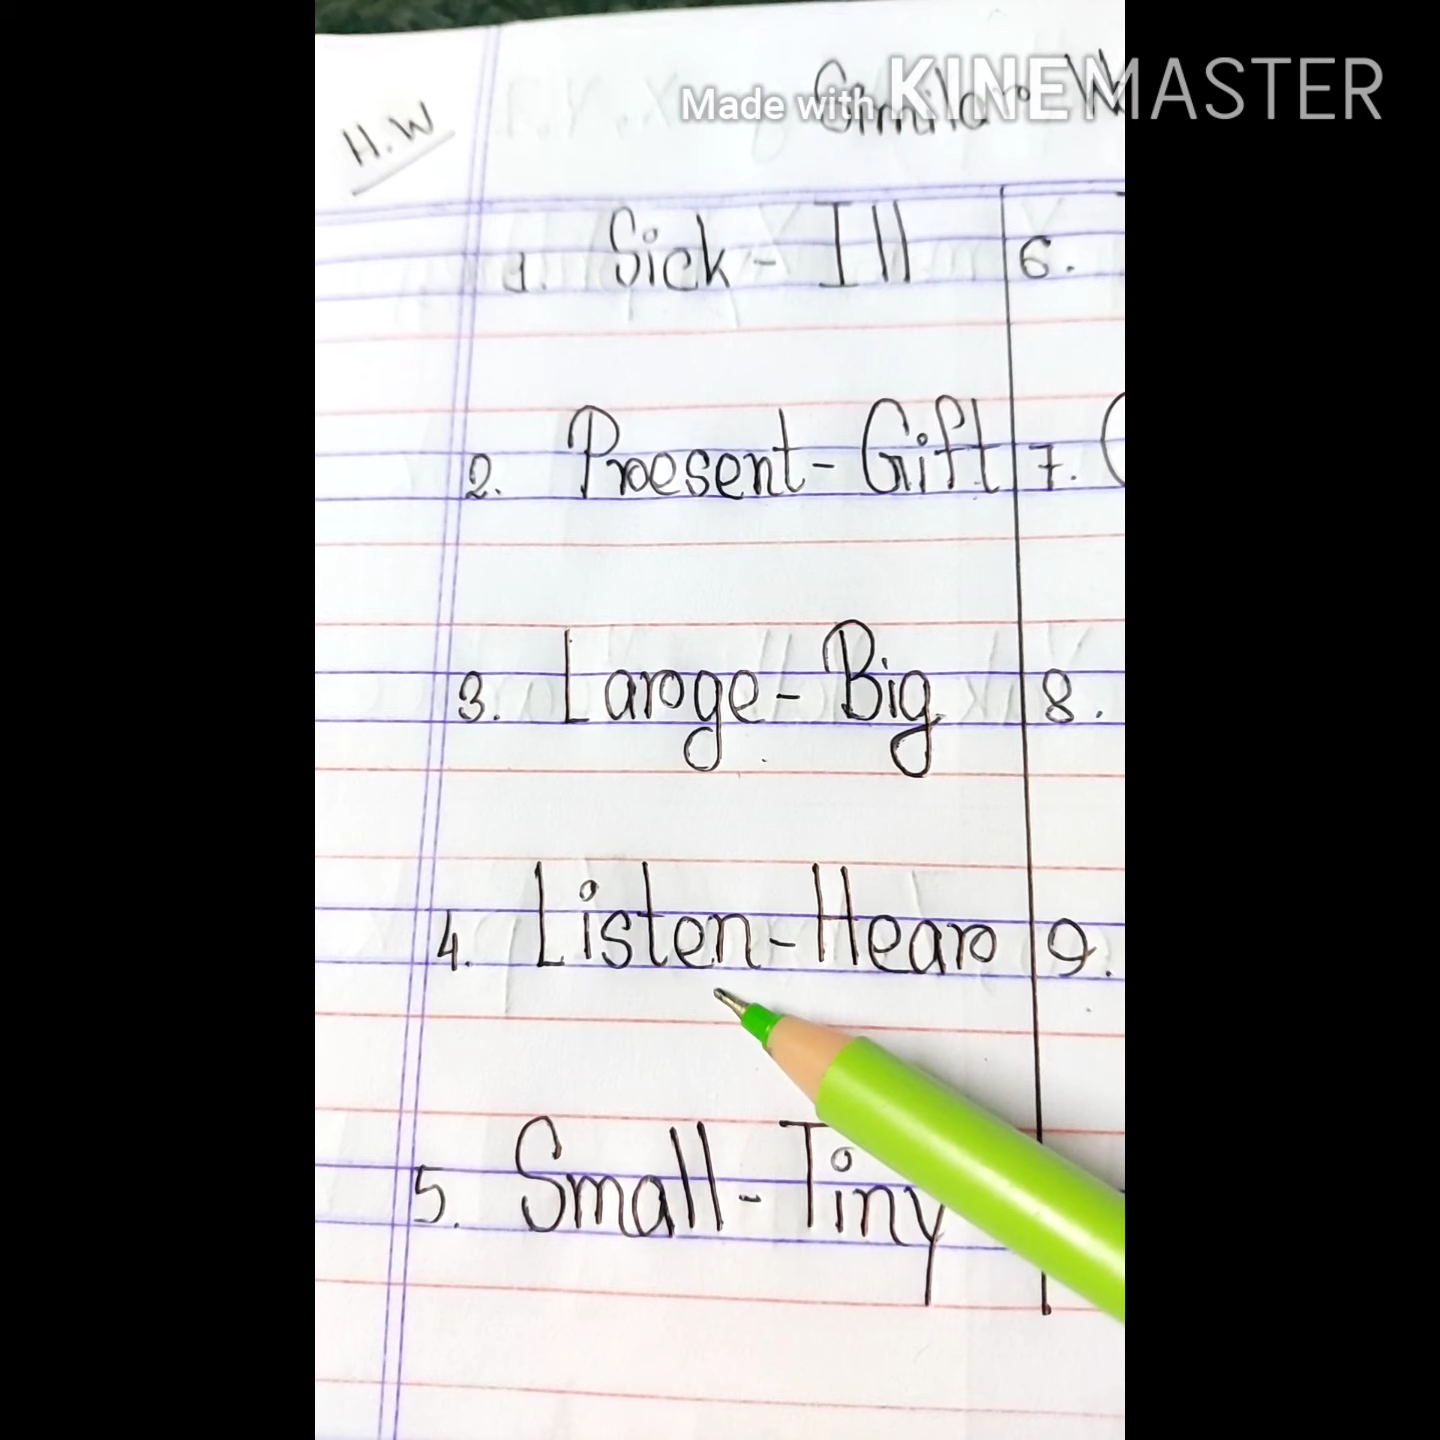 Made with KINEMASTER
H.W
Similar W
1. Sick - Ill
6.
2. Present - Gift
7.
3. Large - Big
8.
4. Listen - Hear
9.
5. Small - Tiny